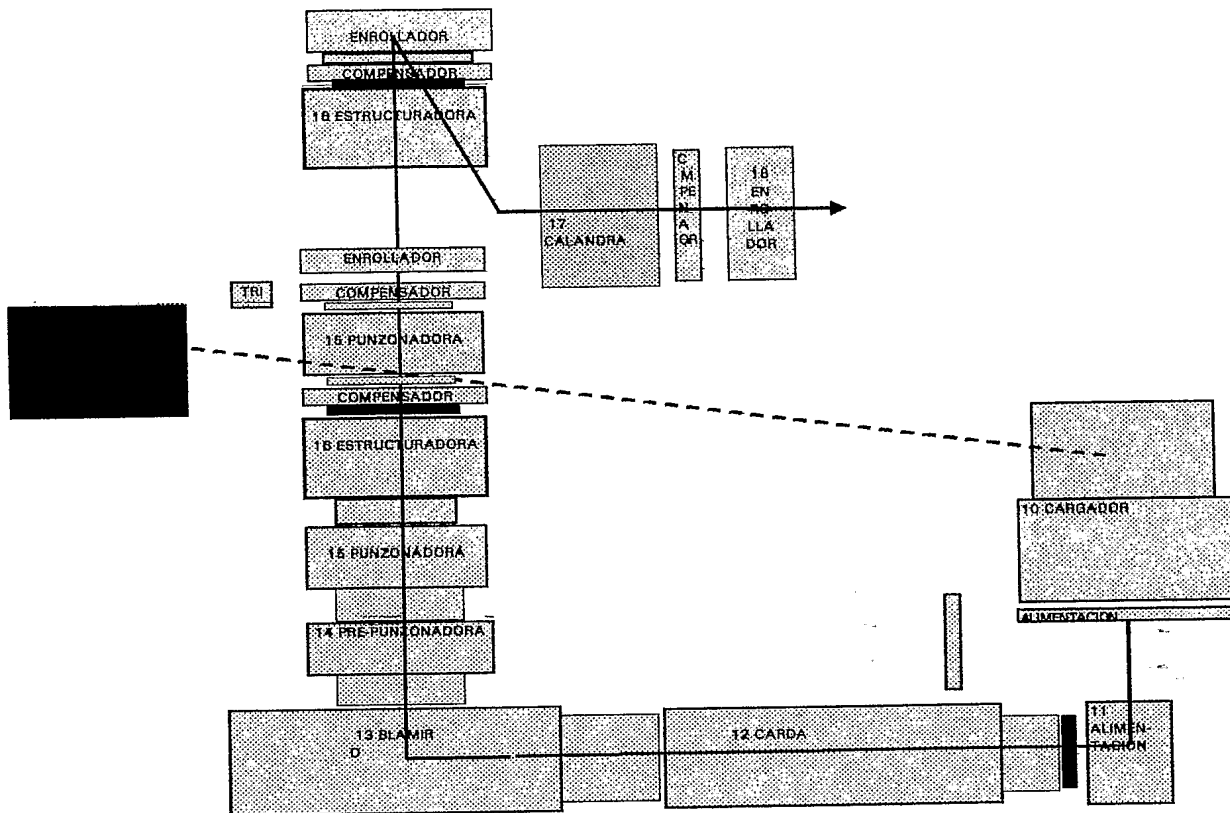 ENROLLADOR
COMPENSADOR
16 ESTRUCTURADORA
C
M
PE
N
A
OR
18
EN
RO-
LLA
DOR
17
CALANDRA
ENROLLADOR
TRI
COMPENSADOR
15 PUNZONADORA
COMPENSADOR
16 ESTRUCTURADORA
10 CARGADOR
15 PUNZONADORA
ALIMENTACION
14 PRE-PUNZONADORA
11
ALIMEN-
TACION
13 BLAMIR
D
12 CARDA